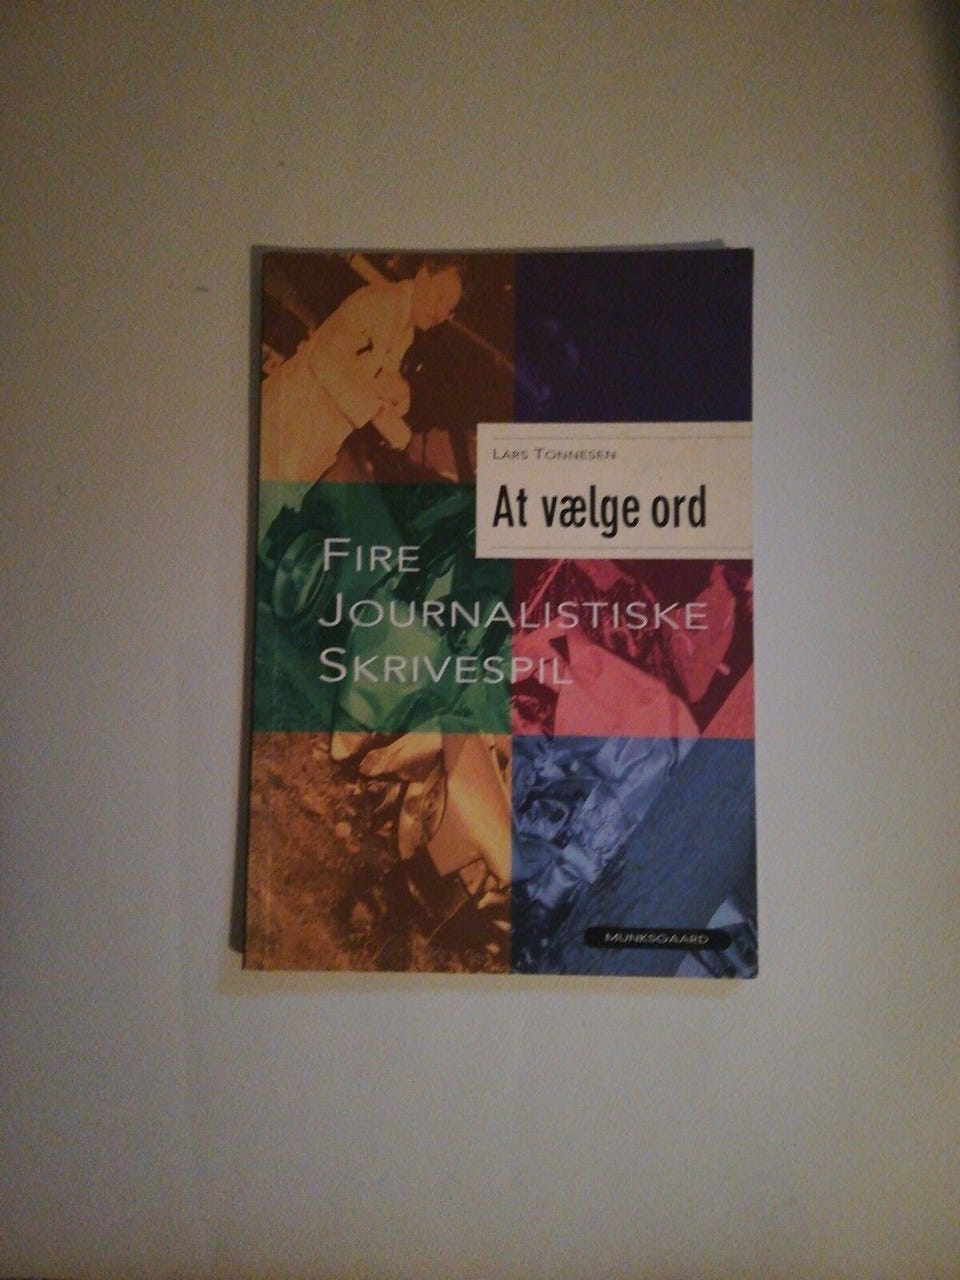 LARS TONNESEN
At vælge ord
FIRE
JOURNALISTISKE
SKRIVESPIL
MUNKSGAARD